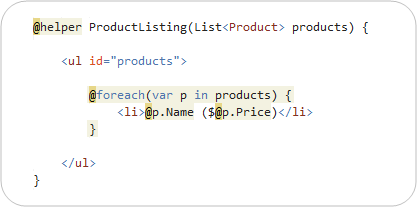 @helper ProductListing(List<Product> products) {
<ul id="products">
@foreach(var p in products) {
<li>@p.Name ($@p.Price)</li>
}
</ul>
}